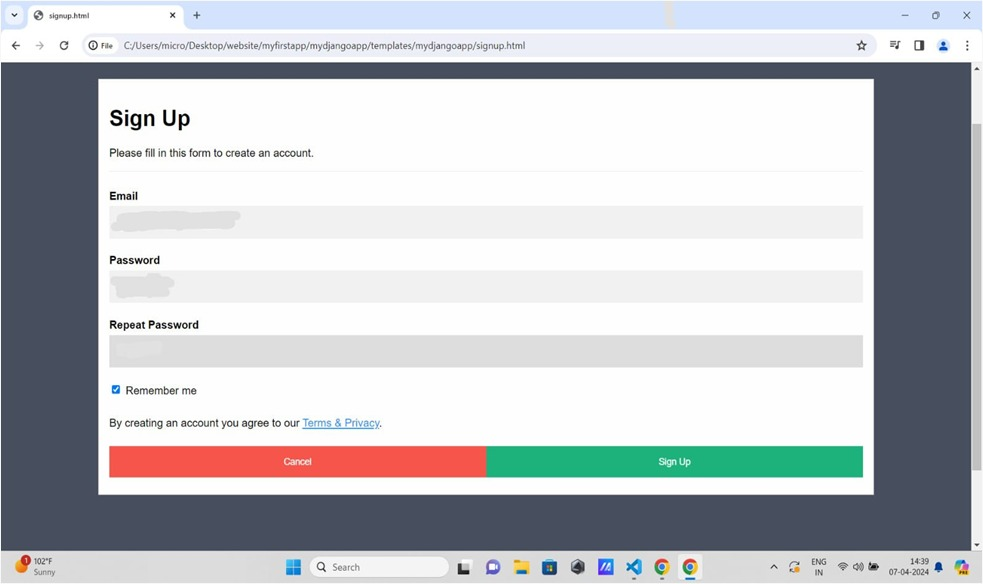 signup.html
File C:/Users/micro/Desktop/website/myfirstapp/mydjangoapp/templates/mydjangoapp/signup.html
Sign Up
Please fill in this form to create an account.
Email
Password
Repeat Password
Remember me
By creating an account you agree to our Terms & Privacy.
Cancel Sign Up
1 102°F
Sunny
Search
ENG
IN
14:39
07-04-2024
PRE